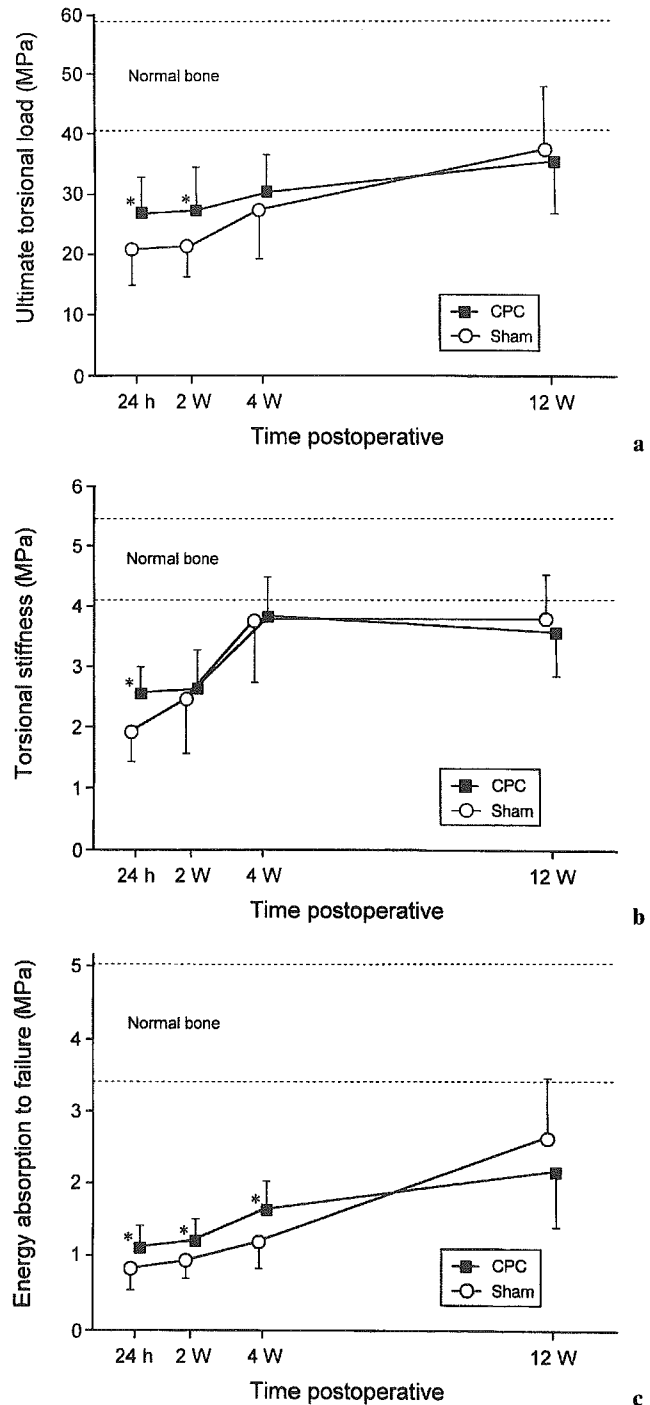 Ultimate torsional load (MPa)
60
50
40
30
20
10
0
Normal bone
*
*
CPC
Sham
24 h 2 W 4 W 12 W
Time postoperative
a
Torsional stiffness (MPa)
6
5
4
3
2
1
0
Normal bone
*
CPC
Sham
24 h 2 W 4 W 12 W
Time postoperative
b
Energy absorption to failure (MPa)
5
4
3
2
1
0
Normal bone
*
*
*
CPC
Sham
24 h 2 W 4 W 12 W
Time postoperative
c